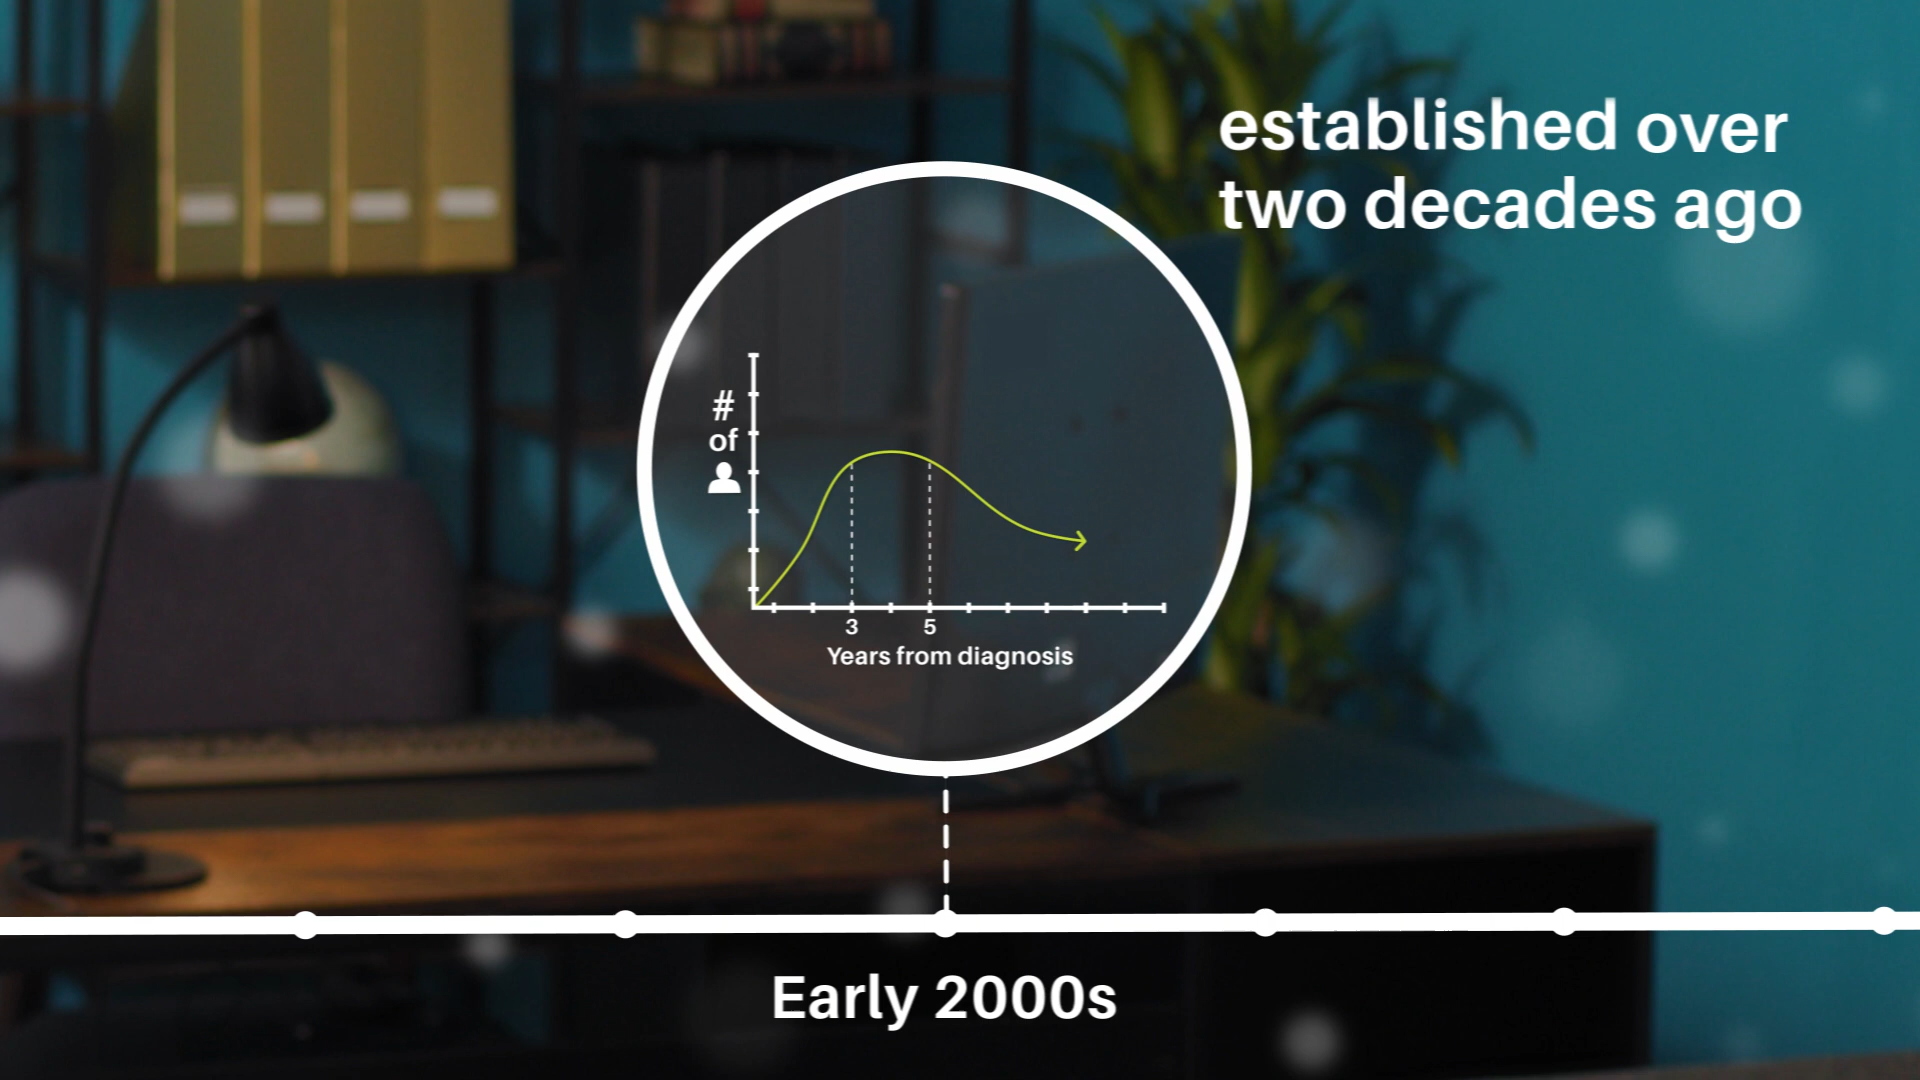 established over
two decades ago
#
of
3 5
Years from diagnosis
Early 2000s